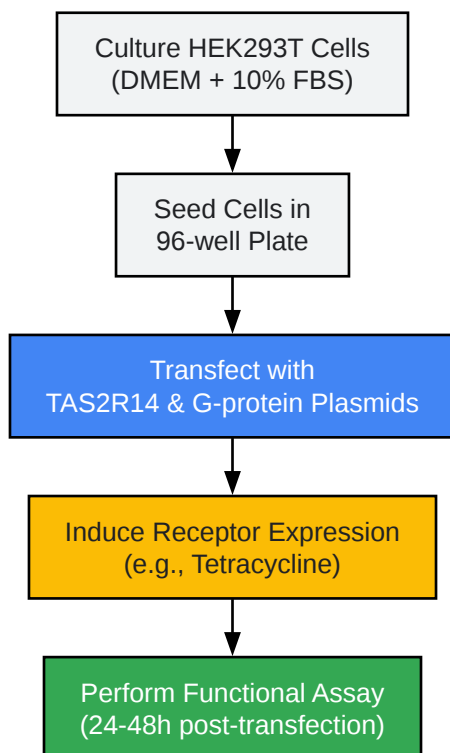 Culture HEK293T Cells
(DMEM + 10% FBS)
Seed Cells in
96-well Plate
Transfect with
TAS2R14 & G-protein Plasmids
Induce Receptor Expression
(e.g., Tetracycline)
Perform Functional Assay
(24-48h post-transfection)